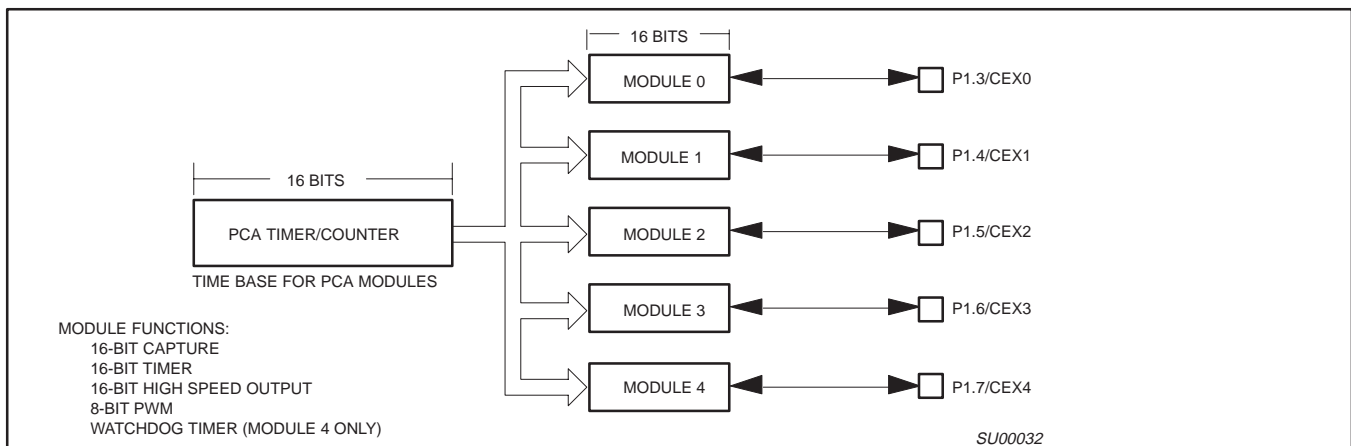 16 BITS
MODULE 0
P1.3/CEX0
MODULE 1
P1.4/CEX1
16 BITS
PCA TIMER/COUNTER
TIME BASE FOR PCA MODULES
MODULE 2
P1.5/CEX2
MODULE 3
P1.6/CEX3
MODULE 4
P1.7/CEX4
MODULE FUNCTIONS:
16-BIT CAPTURE
16-BIT TIMER
16-BIT HIGH SPEED OUTPUT
8-BIT PWM
WATCHDOG TIMER (MODULE 4 ONLY)
SU00032